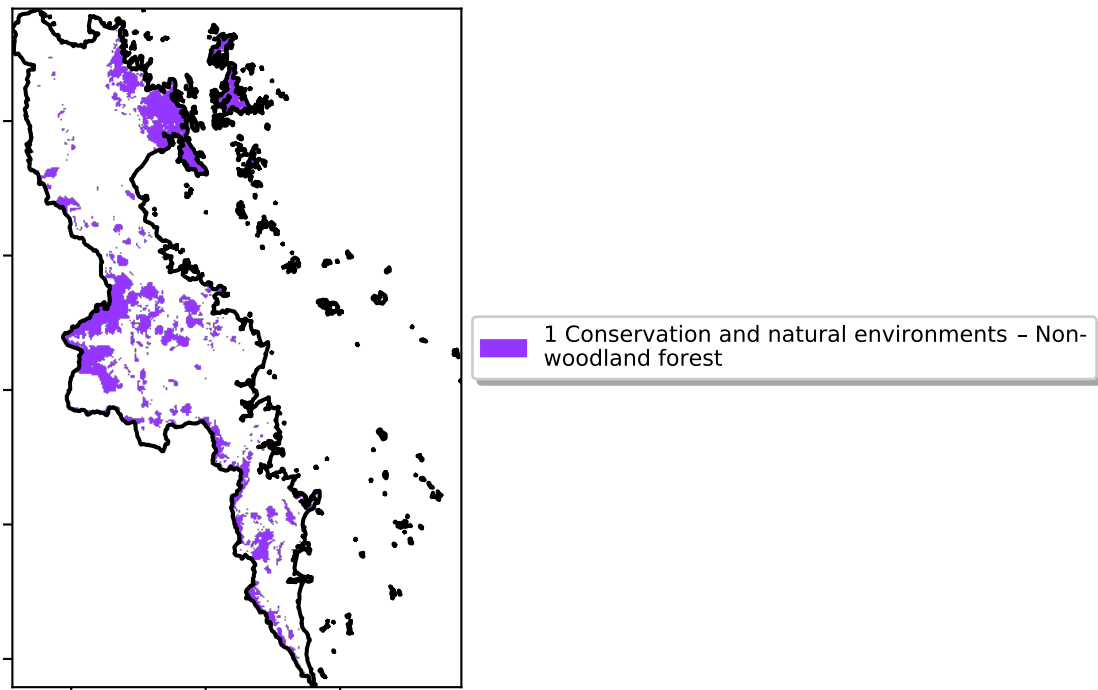 1 Conservation and natural environments – Non-
woodland forest